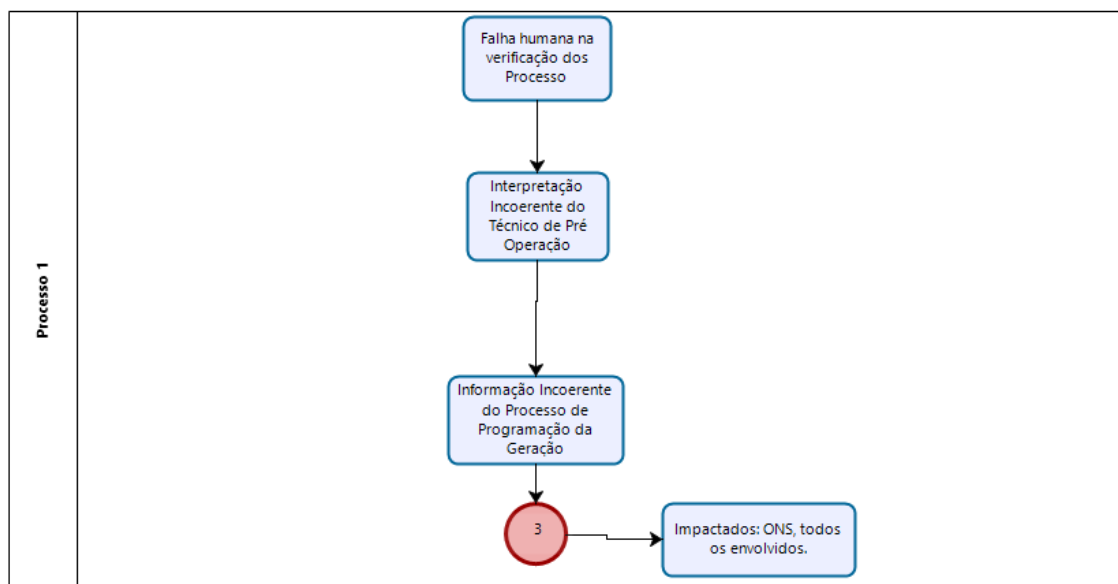 Processo 1
Falha humana na
verificação dos
Processo
Interpretação
Incoerente do
Técnico de Pré
Operação
Informação Incoerente
do Processo de
Programação da
Geração
3
Impactados: ONS, todos
os envolvidos.